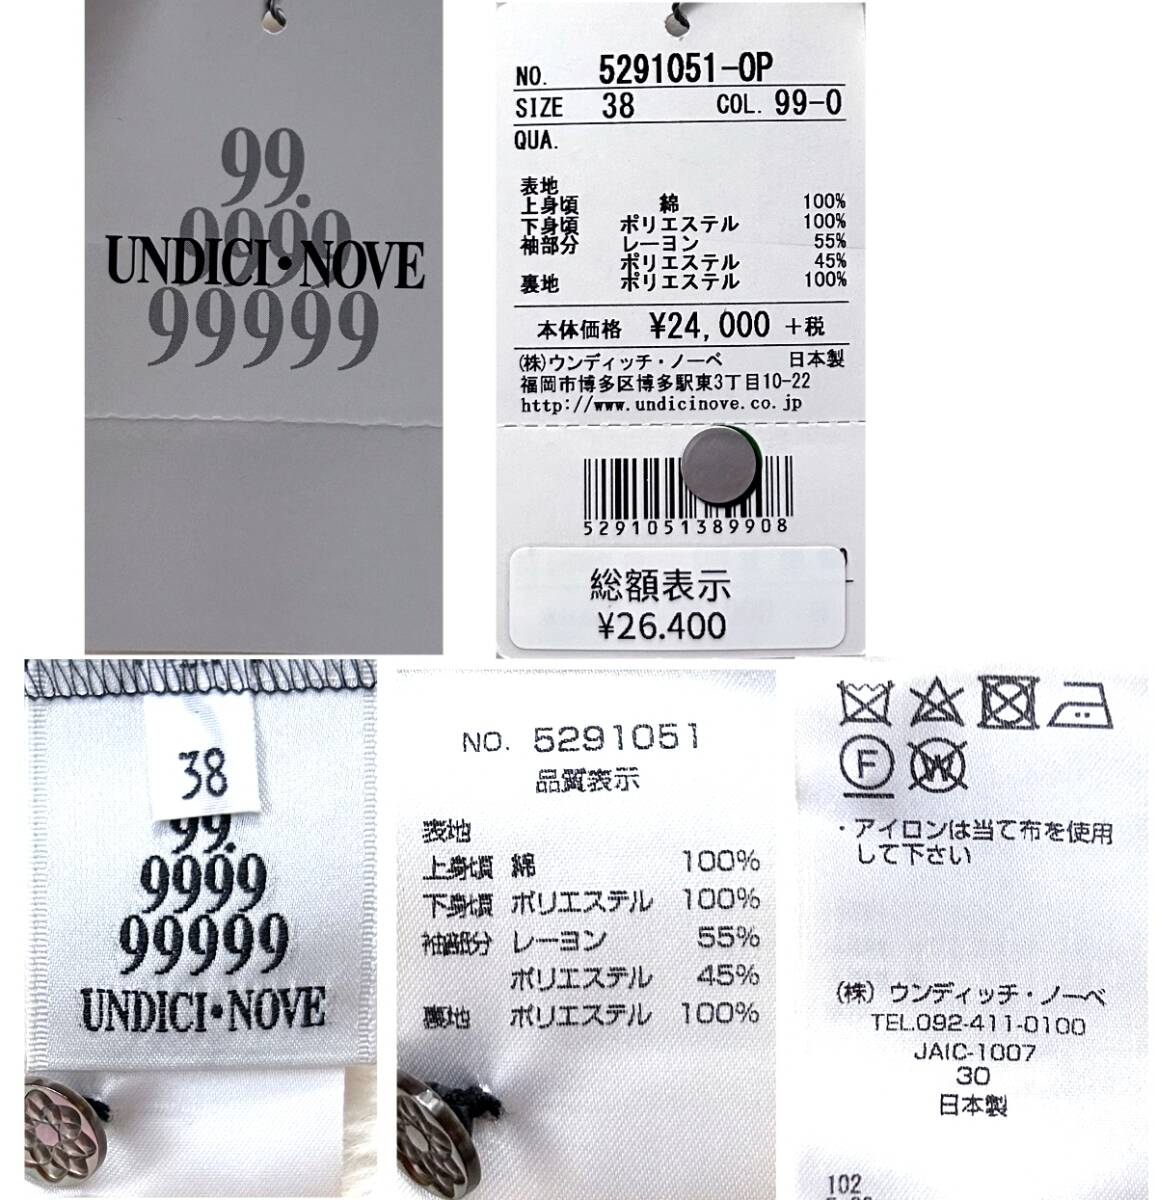 99.
9999
UNDICI・NOVE
99999
NO. 5291051-OP
SIZE 38 COL. 99-0
QUA.
表地
上身頃 綿 100%
下身頃 ポリエステル 100%
袖部分 レーヨン 55%
ポリエステル 45%
裏地 ポリエステル 100%
本体価格 ¥24,000 +税
(株)ウンディッチ・ノーベ 日本製
福岡市博多区博多駅東3丁目10-22
http://www.undicinove.co.jp
5291051389908
総額表示
¥26.400
38
99.
9999
99999
UNDICI・NOVE
NO. 5291051
品質表示
表地
上身頃 綿 100%
下身頃 ポリエステル 100%
袖部分 レーヨン 55%
ポリエステル 45%
裏地 ポリエステル 100%
F W
・アイロンは当て布を使用
して下さい
(株) ウンディッチ・ノーベ
TEL.092-411-0100
JAIC-1007
30
日本製
102